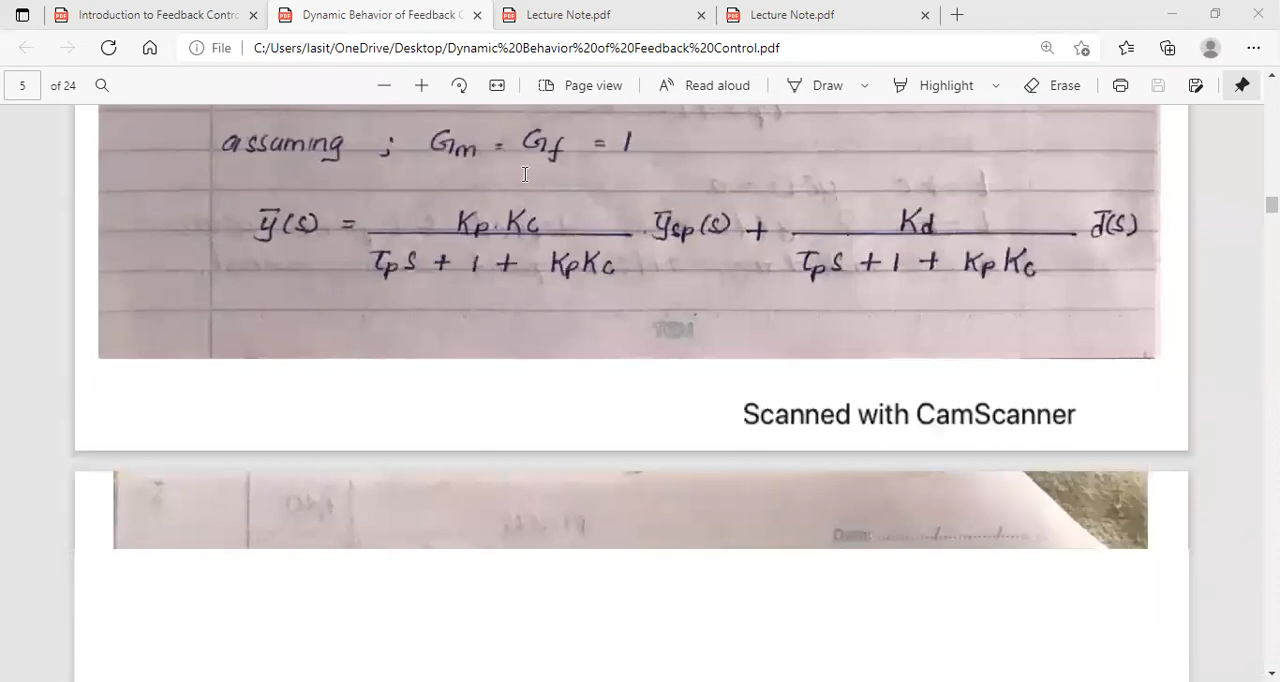 Introduction to Feedback Contro
Dynamic Behavior of Feedback C
Lecture Note.pdf
Lecture Note.pdf
File
C:/Users/lasit/OneDrive/Desktop/Dynamic%20Behavior%20of%20Feedback%20Control.pdf
5 of 24
Page view
Read aloud
Draw
Highlight
Erase
assuming ; Gm = Gf = 1
ȳ(s) = Kp.Kc / τps + 1 + KpKc . ȳsp(s) + Kd / τps + 1 + KpKc d̄(s)
Scanned with CamScanner
Date: